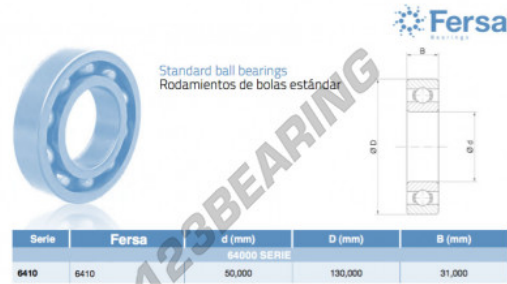 Fersa
Bearings
Standard ball bearings
Rodamientos de bolas estándar
B
Ø D
Ø d
123BEARING
Serie Fersa d (mm) D (mm) B (mm)
64000 SERIE
6410 6410 50,000 130,000 31,000